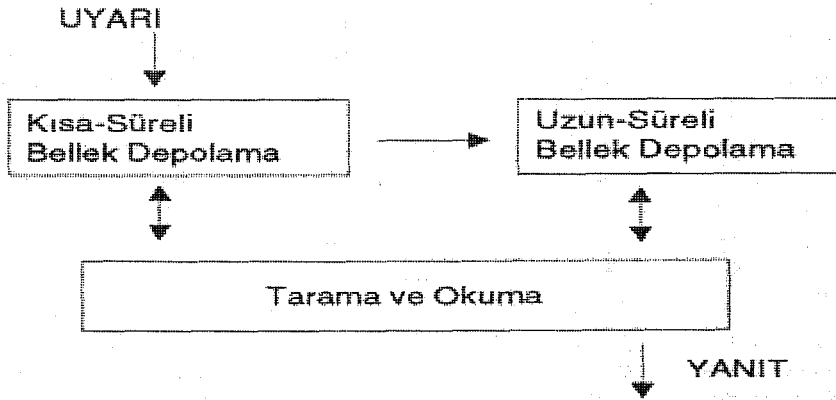 UYARI
Kısa-Süreli
Bellek Depolama
Uzun-Süreli
Bellek Depolama
Tarama ve Okuma
YANIT